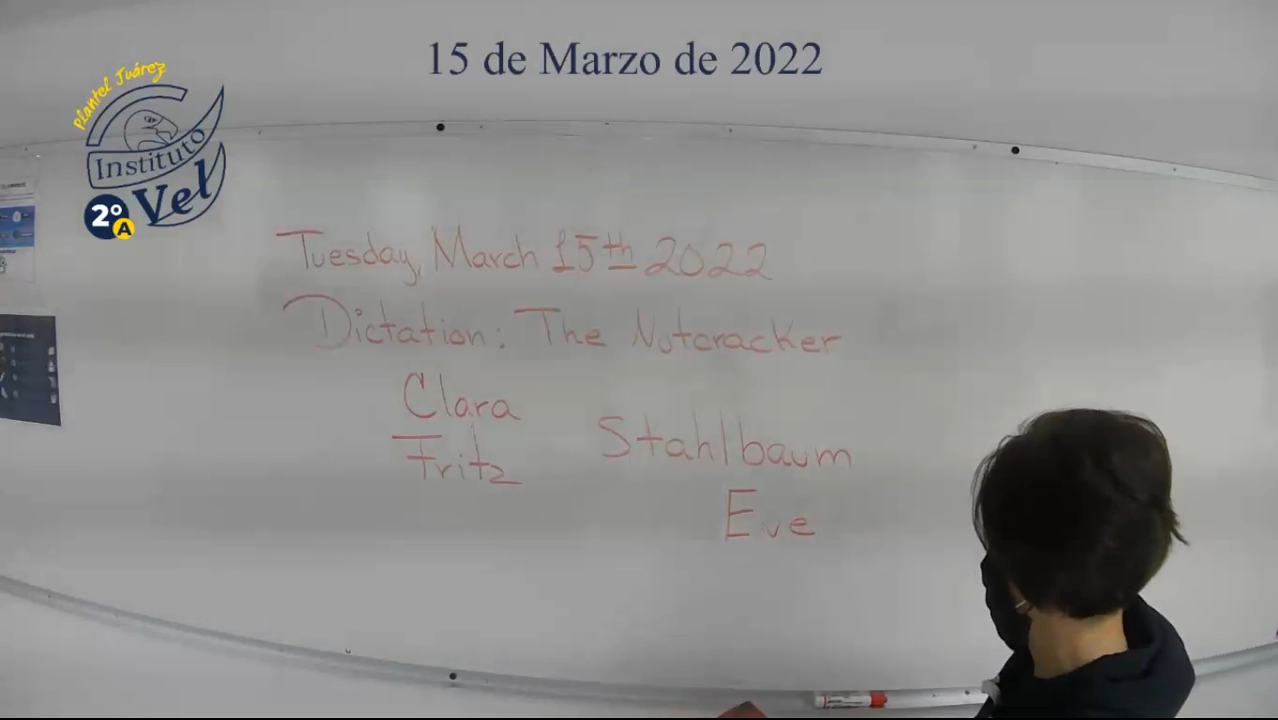 15 de Marzo de 2022
Plantel Juárez
Instituto
Vel
2º
A
Tuesday, March 15th 2022
Dictation: The Nutcracker
Clara
Fritz
Stahlbaum
Eve